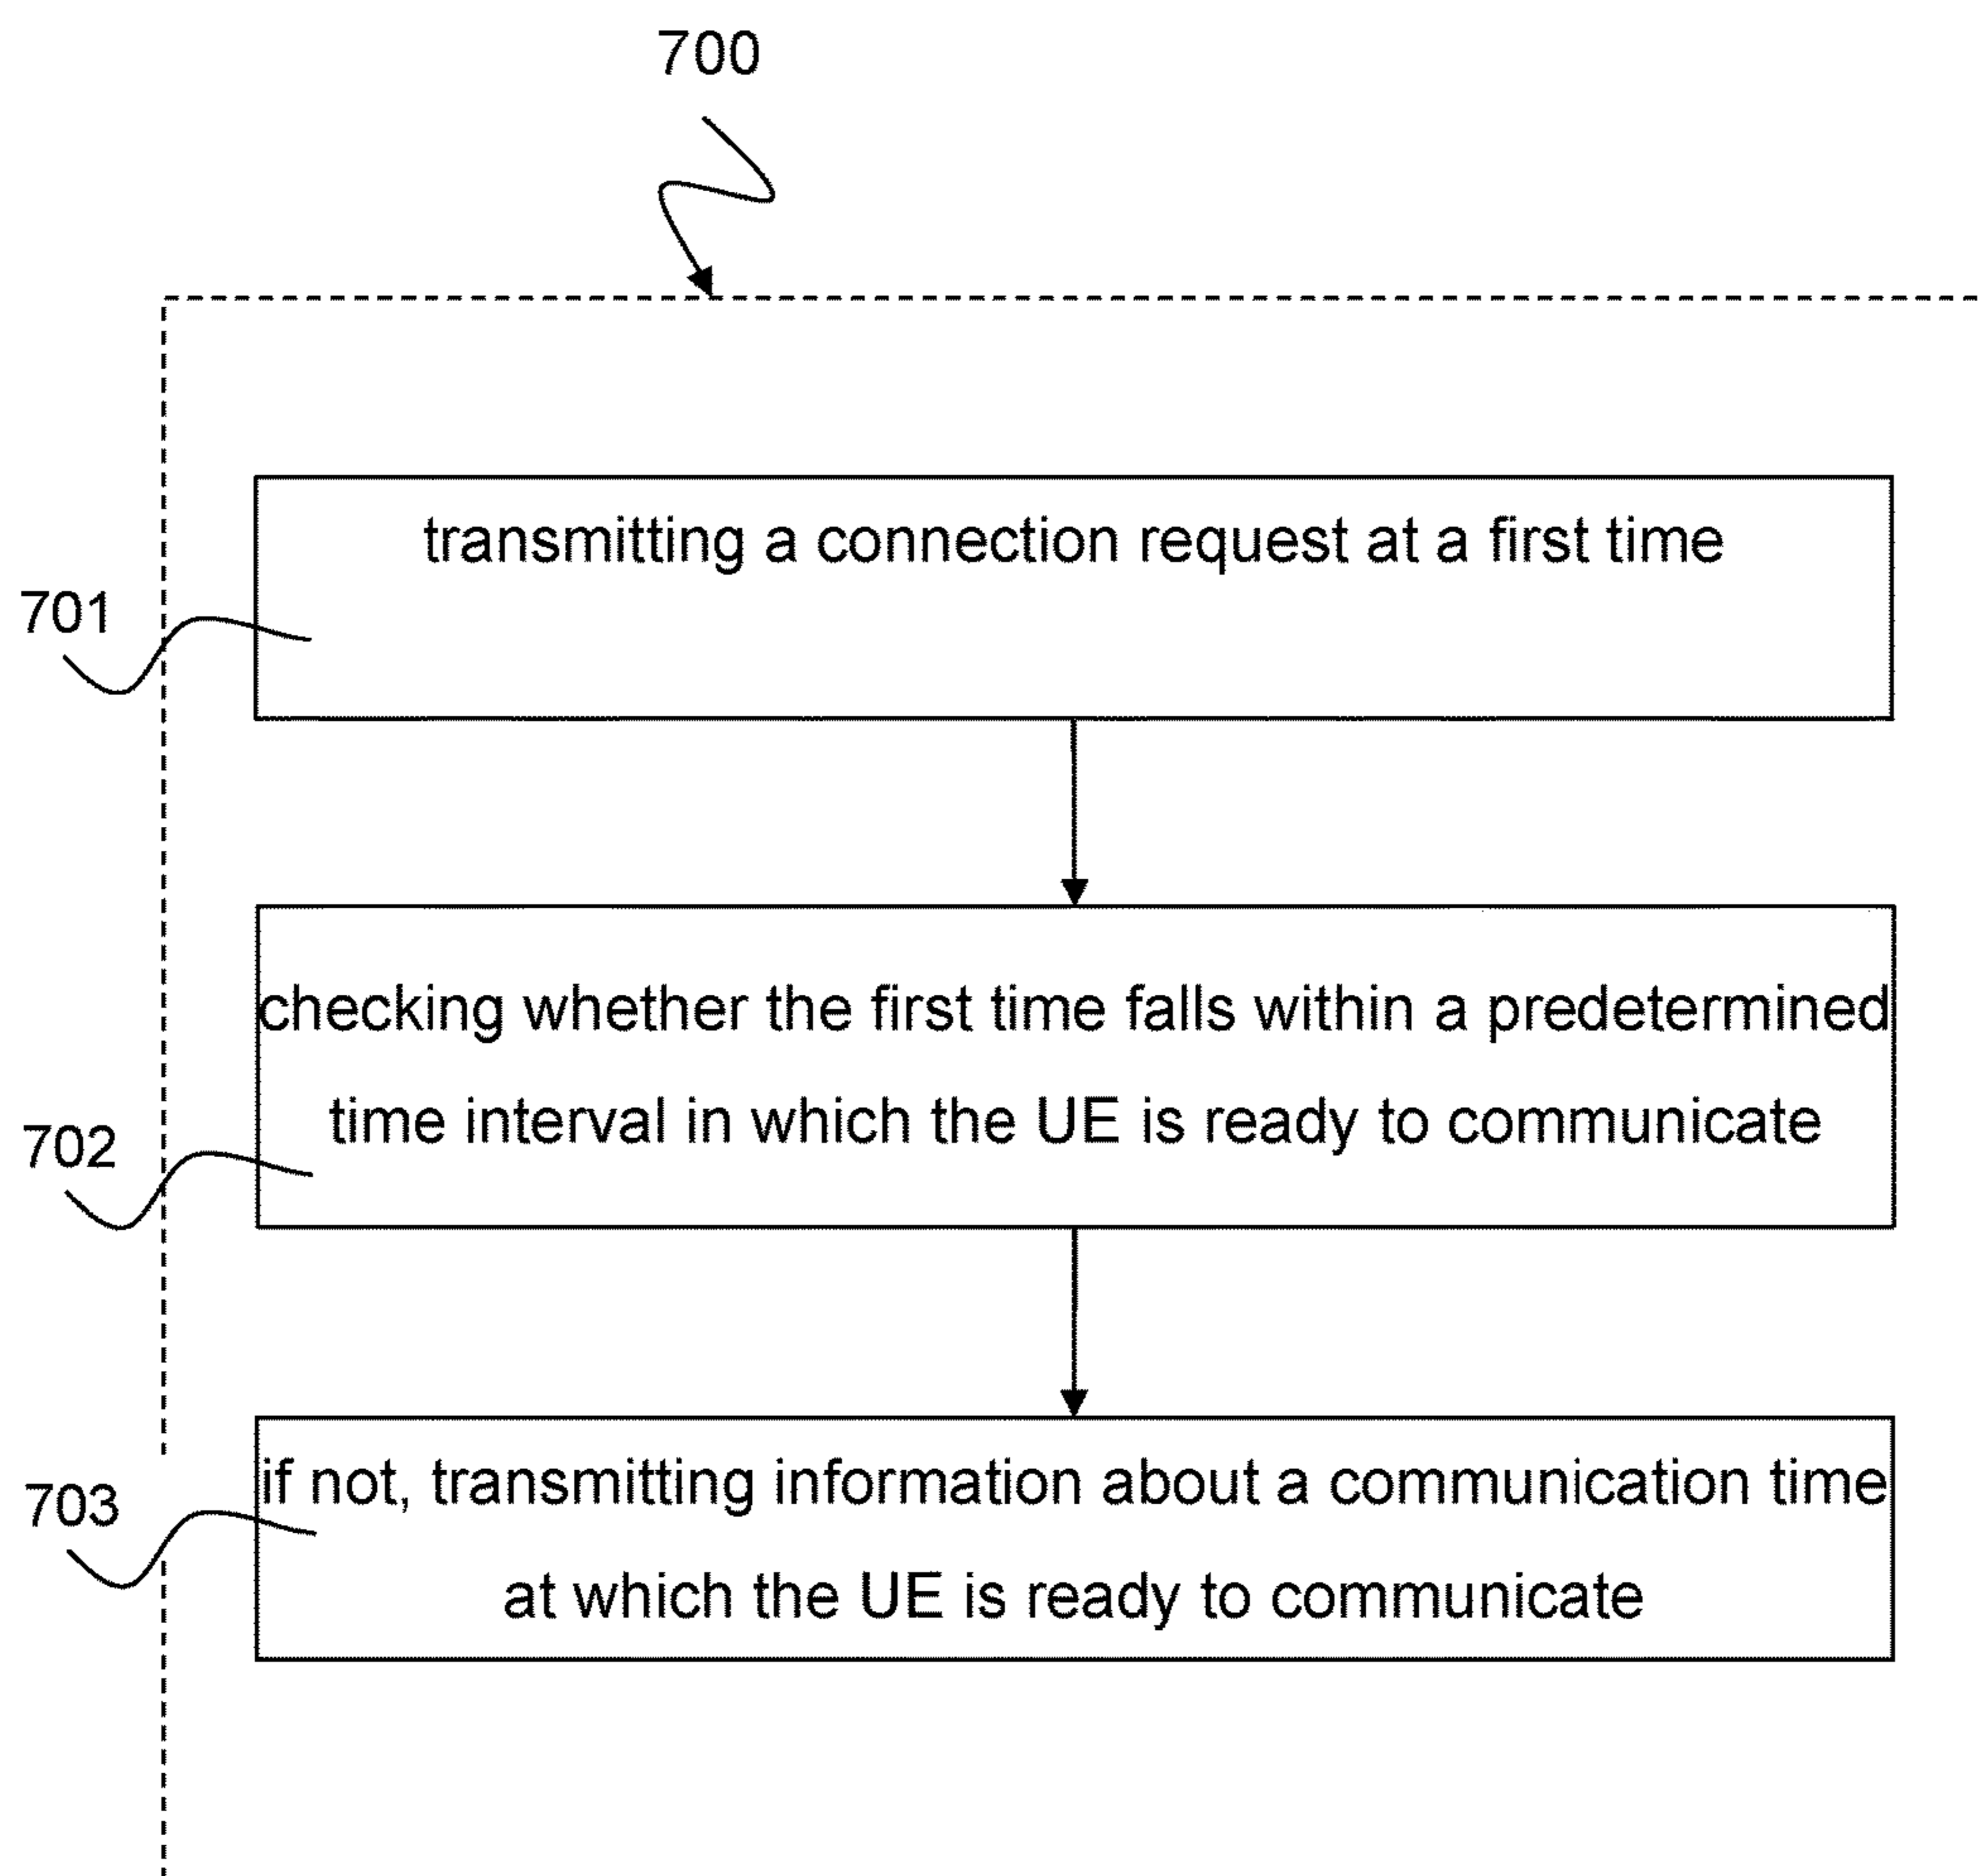 700
transmitting a connection request at a first time
701
checking whether the first time falls within a predetermined
time interval in which the UE is ready to communicate
702
if not, transmitting information about a communication time
703
at which the UE is ready to communicate